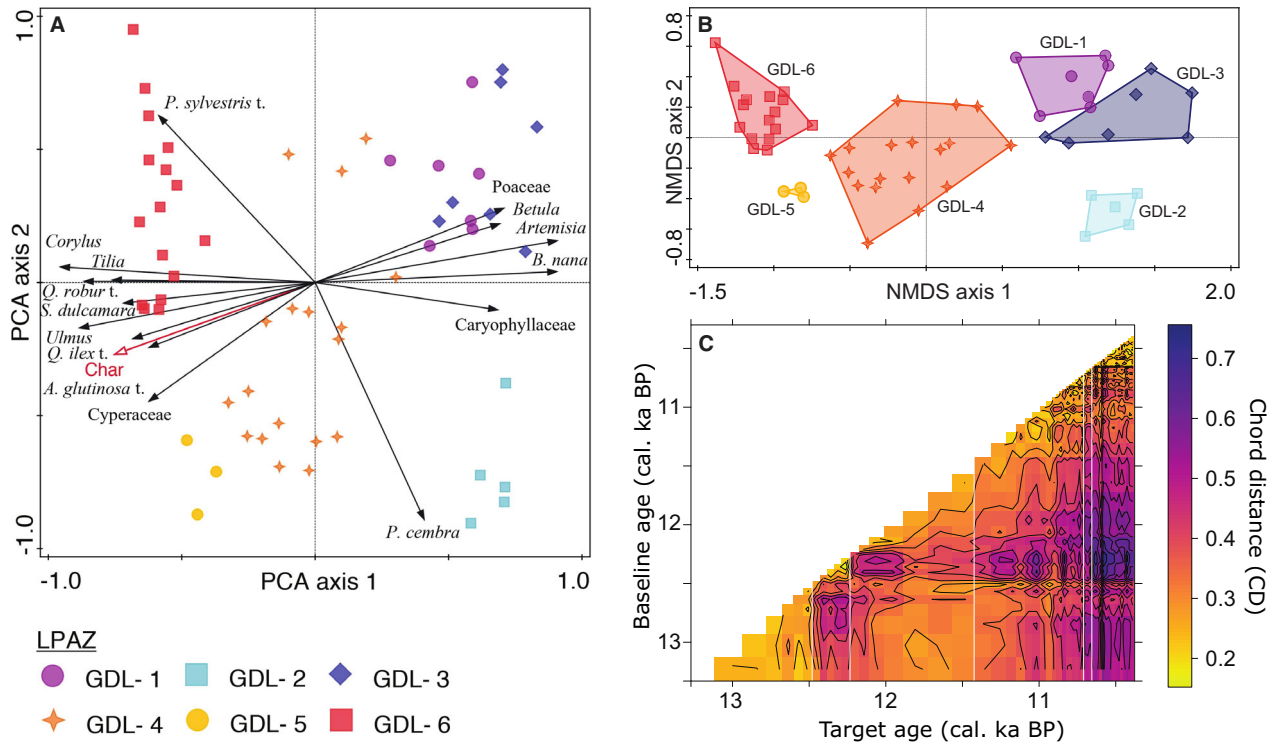 A
1.0
P. sylvestris t.
Poaceae
Betula
Artemisia
B. nana
Corylus
Tilia
Q. robur t.
S. dulcamara
Ulmus
Q. ilex t.
Char
A. glutinosa t.
Cyperaceae
Caryophyllaceae
P. cembra
PCA axis 2
-1.0
-1.0
PCA axis 1
1.0
LPAZ
GDL- 1
GDL- 2
GDL- 3
GDL- 4
GDL- 5
GDL- 6
B
0.8
NMDS axis 2
-0.8
GDL-6
GDL-1
GDL-3
GDL-5
GDL-4
GDL-2
-1.5
NMDS axis 1
2.0
C
Baseline age (cal. ka BP)
11
12
13
13
12
11
Target age (cal. ka BP)
0.7
0.6
0.5
0.4
0.3
0.2
Chord distance (CD)